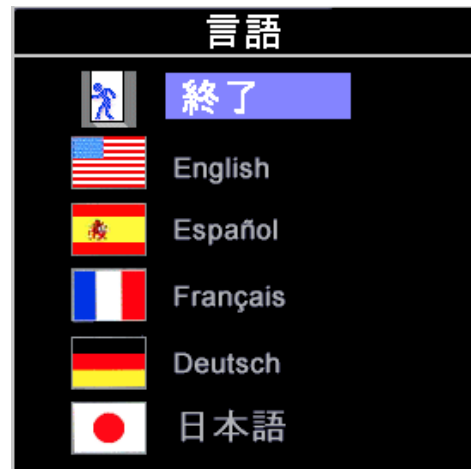 言語
終了
English
Español
Français
Deutsch
日本語